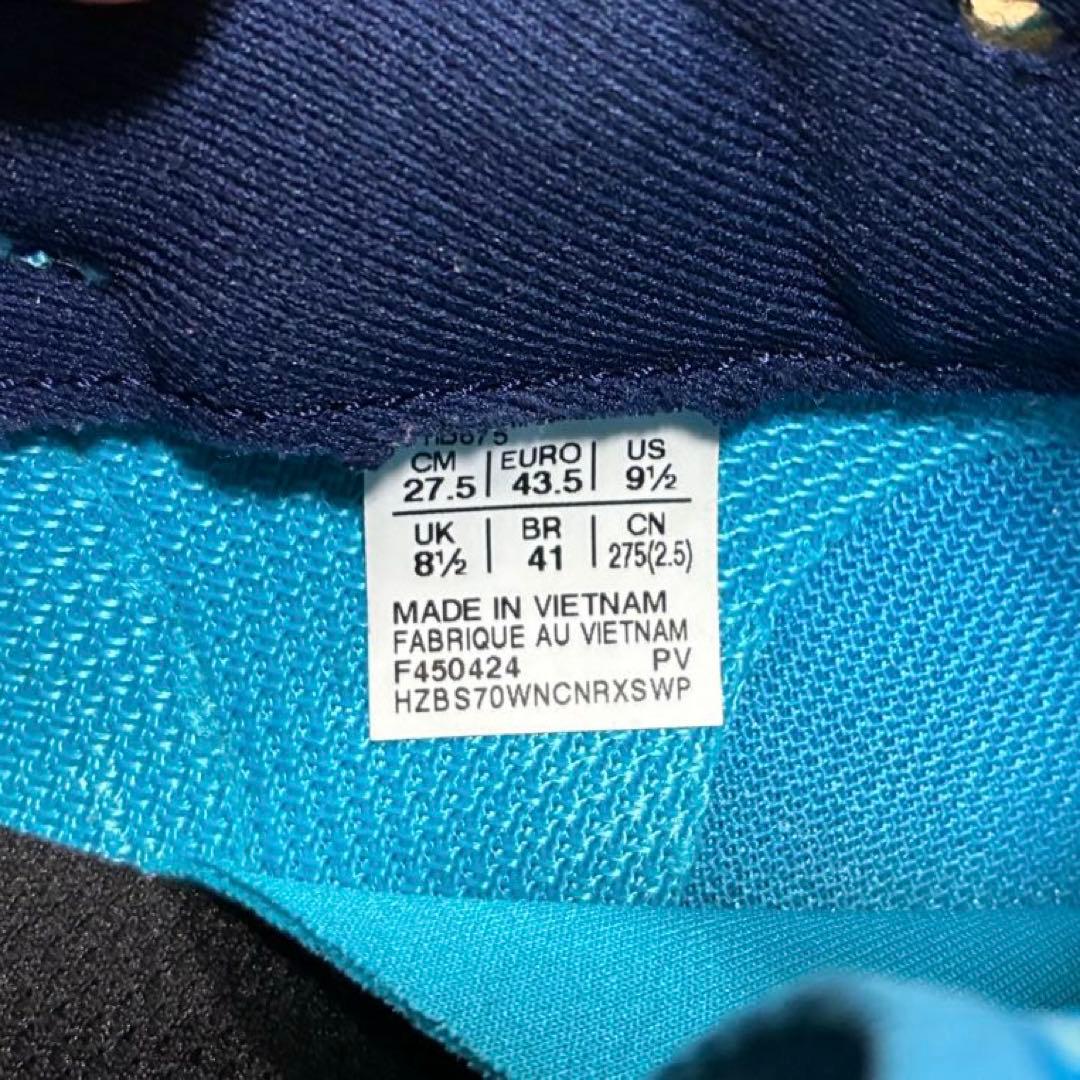 CM | EURO | US
27.5 | 43.5 | 9½
UK | BR | CN
8½ | 41 | 275(2.5)
MADE IN VIETNAM
FABRIQUE AU VIETNAM
F450424 PV
HZBS70WNCNRXSWP